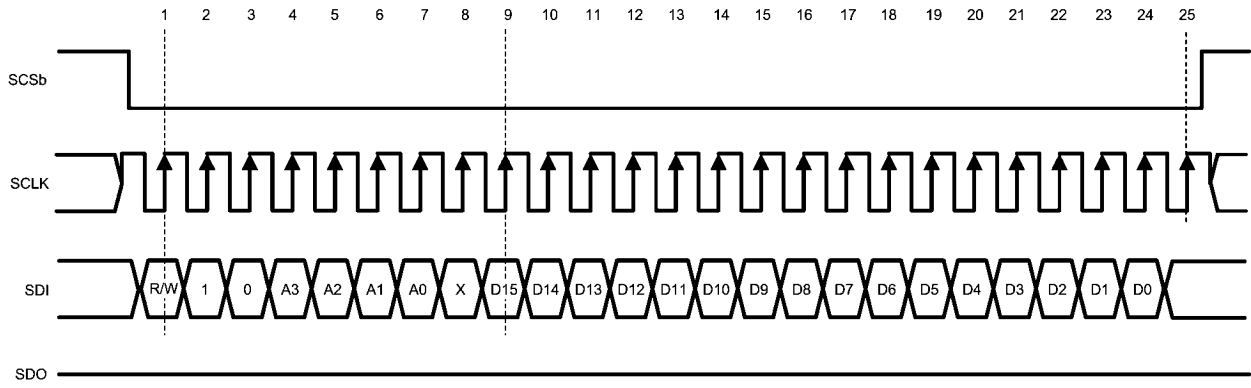 1 2 3 4 5 6 7 8 9 10 11 12 13 14 15 16 17 18 19 20 21 22 23 24 25
SCSb
SCLK
SDI R/W 1 0 A3 A2 A1 A0 X D15 D14 D13 D12 D11 D10 D9 D8 D7 D6 D5 D4 D3 D2 D1 D0
SDO